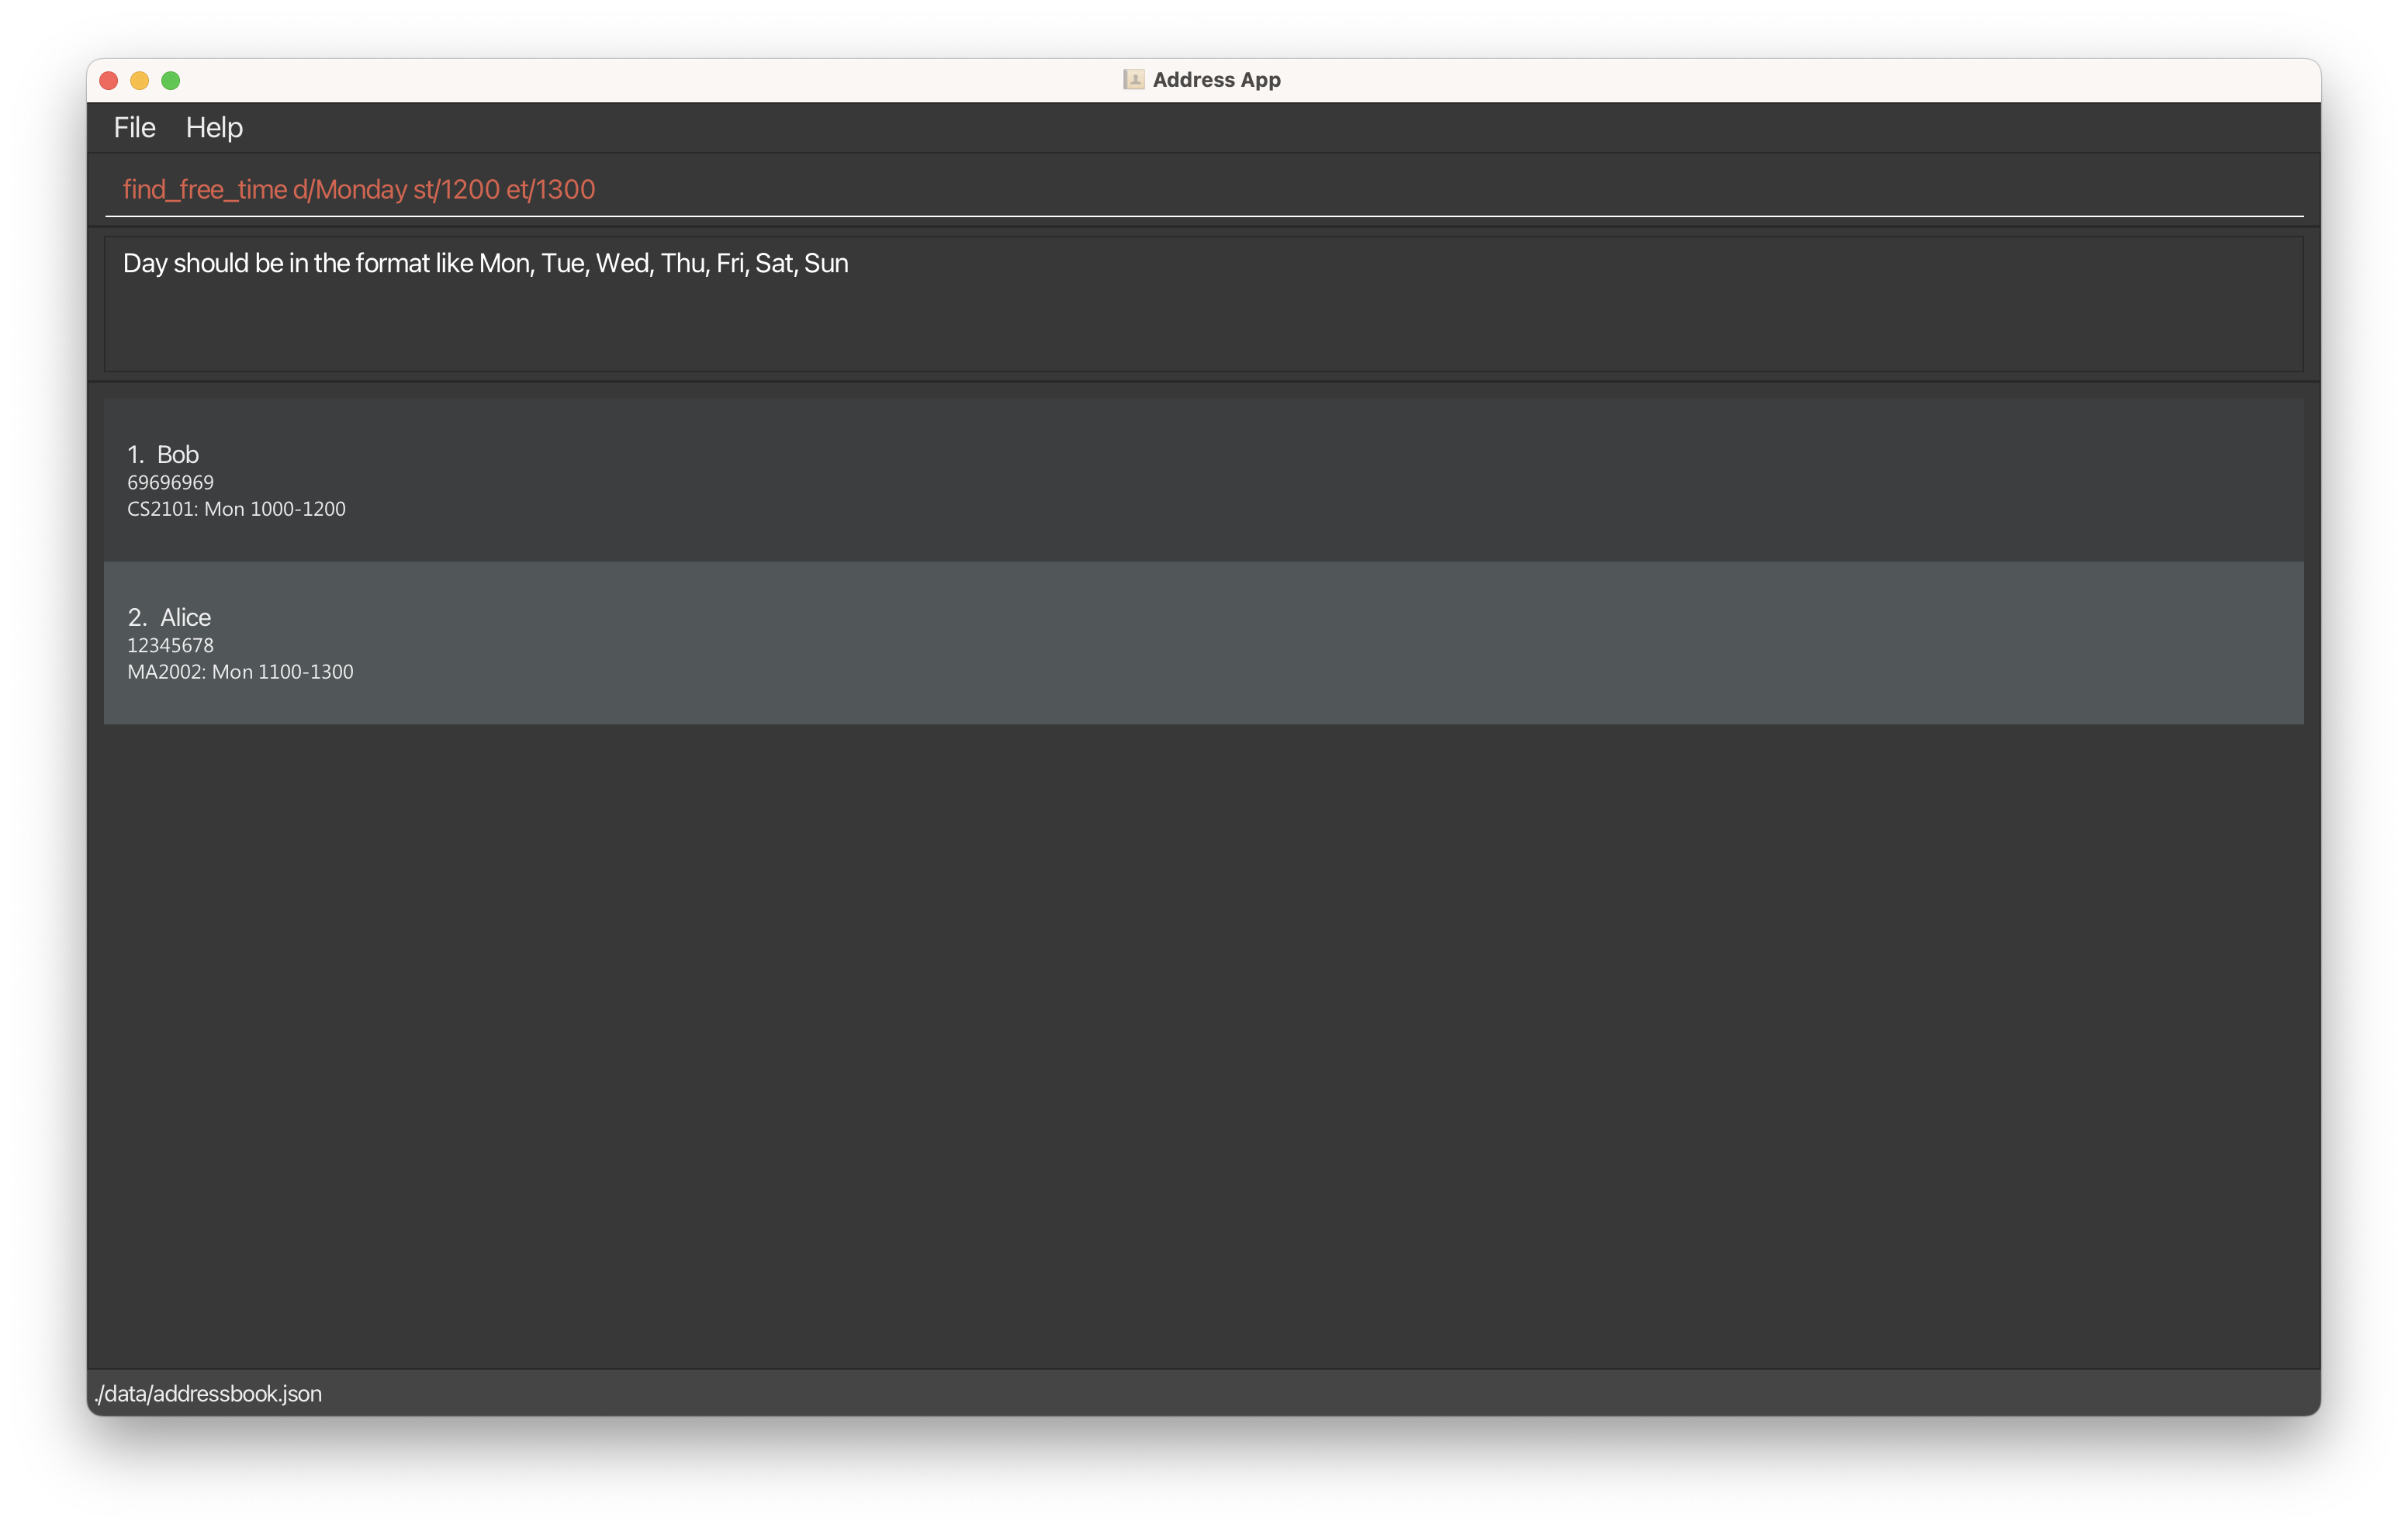 Address App
File Help
find_free_time d/Monday st/1200 et/1300
Day should be in the format like Mon, Tue, Wed, Thu, Fri, Sat, Sun
1. Bob
69696969
CS2101: Mon 1000-1200
2. Alice
12345678
MA2002: Mon 1100-1300
./data/addressbook.json